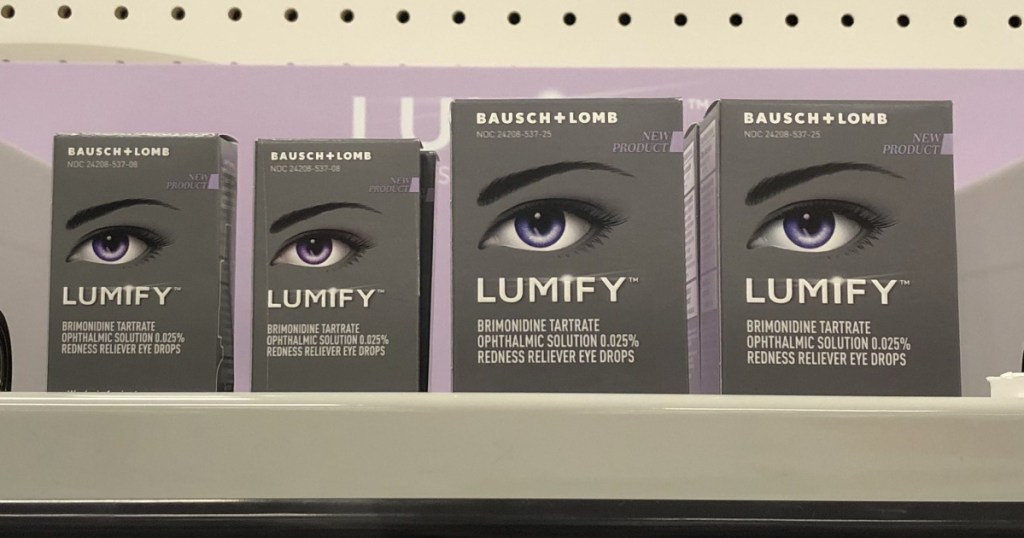 LU
TM
BAUSCH+LOMB
NDC 24208-537-08
NEW
PRODUCT
LUMIFY™
BRIMONIDINE TARTRATE
OPHTHALMIC SOLUTION 0.025%
REDNESS RELIEVER EYE DROPS
BAUSCH+LOMB
NDC 24208-537-08
NEW
PRODUCT
LUMIFY™
BRIMONIDINE TARTRATE
OPHTHALMIC SOLUTION 0.025%
REDNESS RELIEVER EYE DROPS
BAUSCH+LOMB
NDC 24208-537-25
NEW
PRODUCT
LUMIFY™
BRIMONIDINE TARTRATE
OPHTHALMIC SOLUTION 0.025%
REDNESS RELIEVER EYE DROPS
BAUSCH+LOMB
NDC 24208-537-25
NEW
PRODUCT
LUMIFY™
BRIMONIDINE TARTRATE
OPHTHALMIC SOLUTION 0.025%
REDNESS RELIEVER EYE DROPS